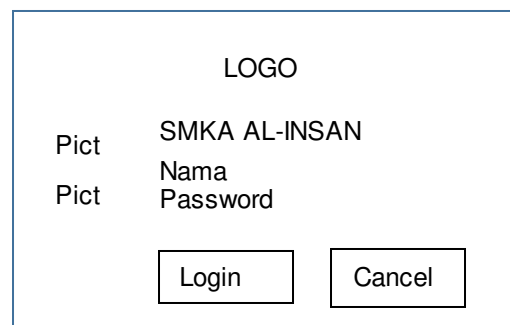 LOGO
SMKA AL-INSAN
Pict
Nama
Pict
Password
Login
Cancel